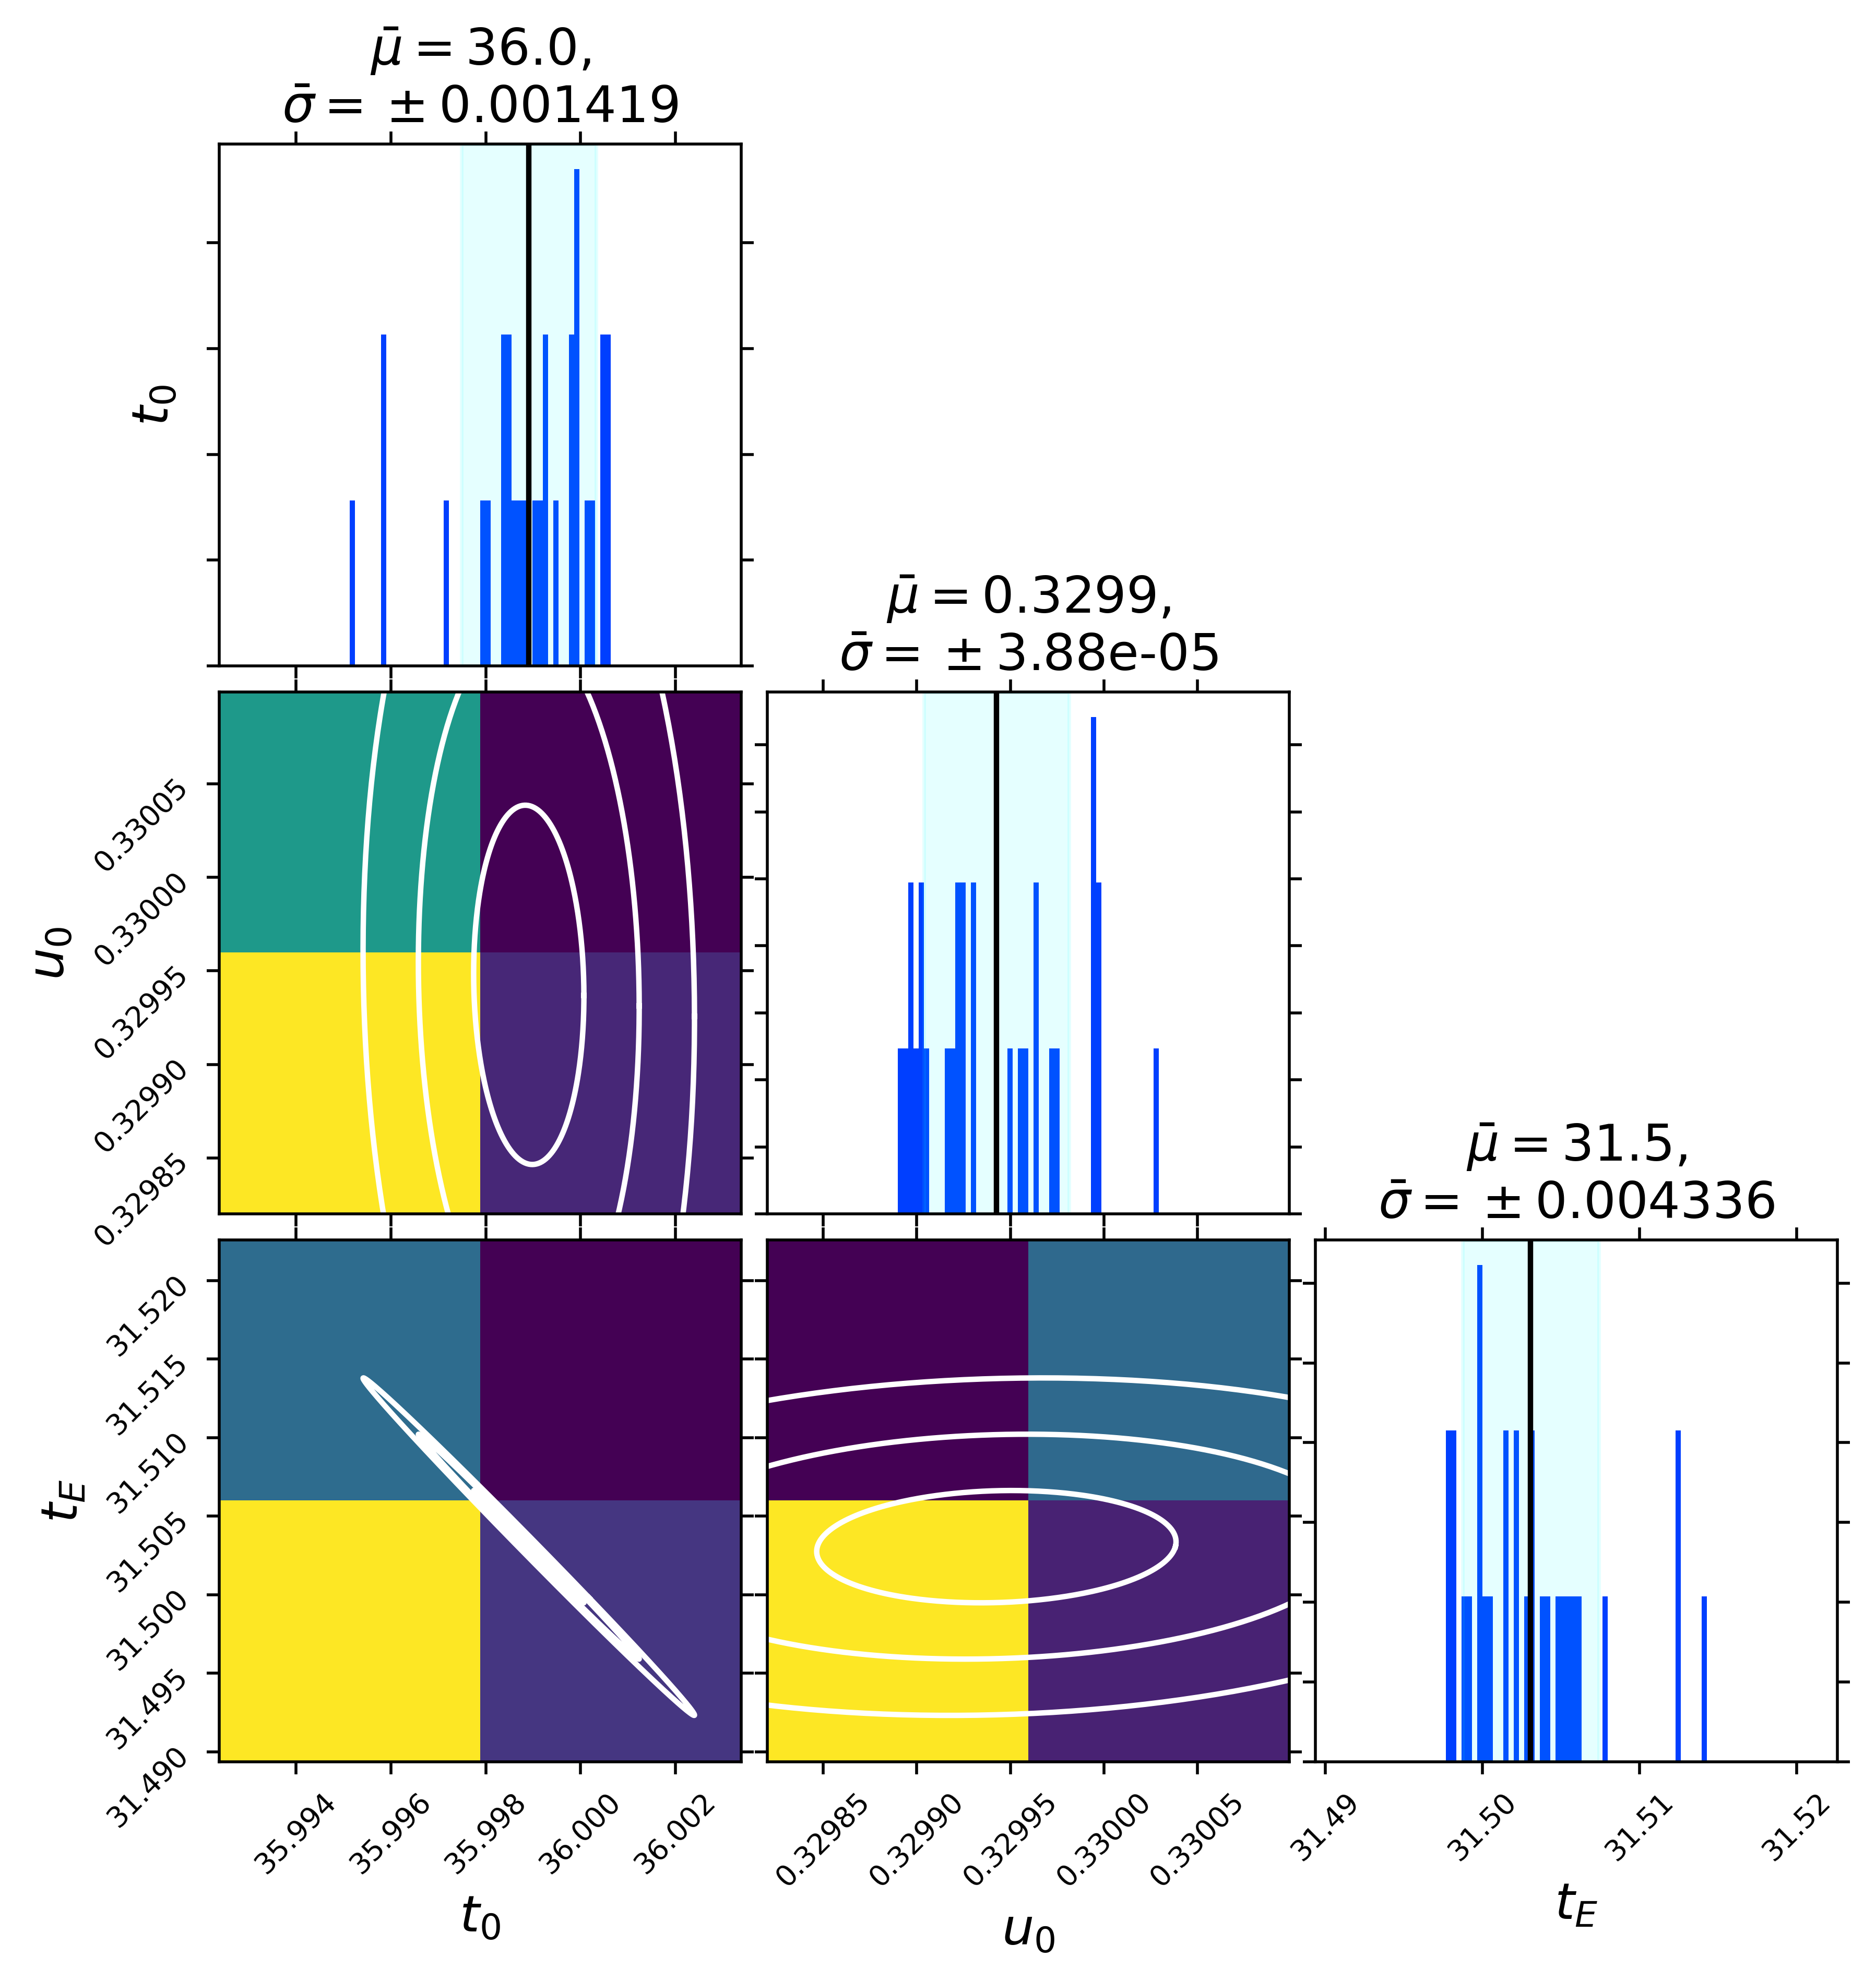 μ̄ = 36.0,
σ̄ = ±0.001419
t₀
μ̄ = 0.3299,
σ̄ = ±3.88e-05
0.33005
0.33000
0.32995
0.32990
0.32985
u₀
μ̄ = 31.5,
σ̄ = ±0.004336
31.520
31.515
31.510
31.505
31.500
31.495
31.490
t_E
35.994 35.996 35.998 36.000 36.002
0.32985 0.32990 0.32995 0.33000 0.33005
31.49 31.50 31.51 31.52
t₀ u₀ t_E